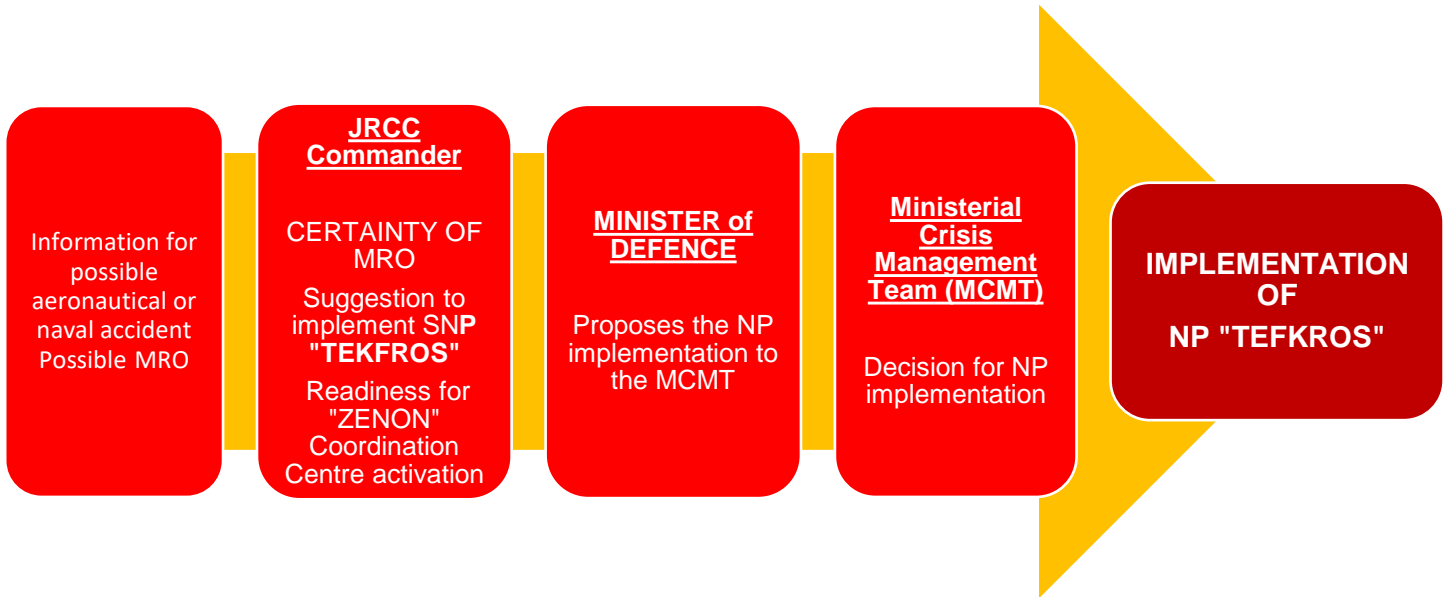 Information for
possible
aeronautical or
naval accident
Possible MRO
JRCC
Commander
CERTAINTY OF
MRO
Suggestion to
implement SNP
"TEKFROS"
Readiness for
"ZENON"
Coordination
Centre activation
MINISTER of
DEFENCE
Proposes the NP
implementation to
the MCMT
Ministerial
Crisis
Management
Team (MCMT)
Decision for NP
implementation
IMPLEMENTATION
OF
NP "TEFKROS"